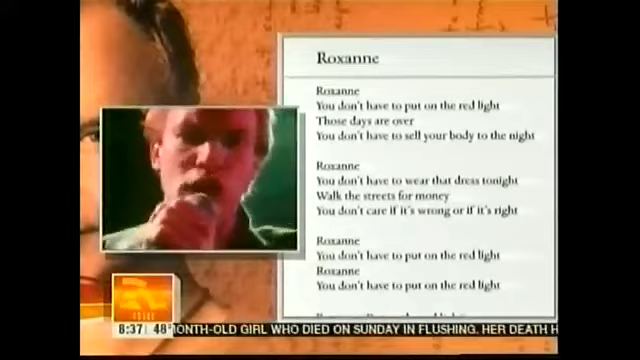 Roxanne
Roxanne
You don't have to put on the red light
Those days are over
You don't have to sell your body to the night
Roxanne
You don't have to wear that dress tonight
Walk the streets for money
You don't care if it's wrong or if it's right
Roxanne
You don't have to put on the red light
Roxanne
You don't have to put on the red light
8:37 48° MONTH-OLD GIRL WHO DIED ON SUNDAY IN FLUSHING. HER DEATH H